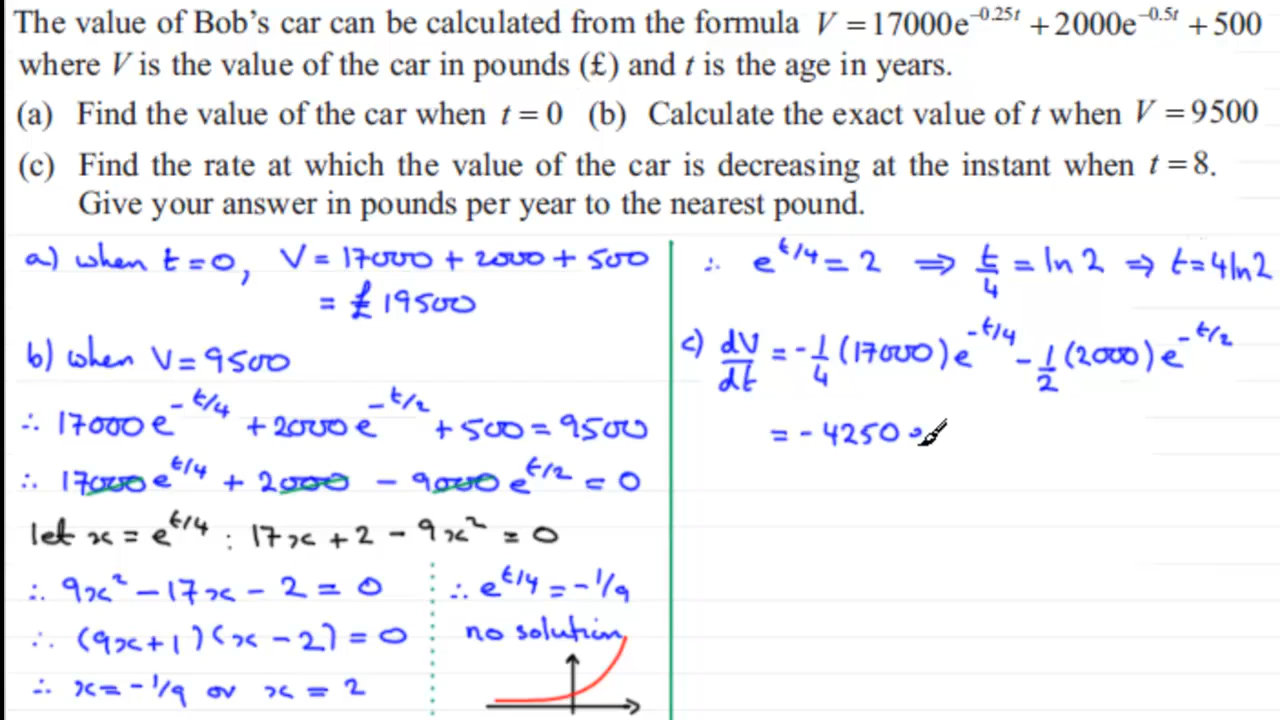 The value of Bob's car can be calculated from the formula V = 17000e^(−0.25t) + 2000e^(−0.5t) + 500
where V is the value of the car in pounds (£) and t is the age in years.
(a) Find the value of the car when t = 0 (b) Calculate the exact value of t when V = 9500
(c) Find the rate at which the value of the car is decreasing at the instant when t = 8.
Give your answer in pounds per year to the nearest pound.
a) when t = 0, V = 17000 + 2000 + 500
= £19500
b) when V = 9500
∴ 17000e^(−t/4) + 2000e^(−t/2) + 500 = 9500
∴ 17000e^(t/4) + 2000 − 9000e^(t/2) = 0
let x = e^(t/4) : 17x + 2 − 9x² = 0
∴ 9x² − 17x − 2 = 0
∴ (9x+1)(x−2) = 0
∴ x = −1/9 or x = 2
∴ e^(t/4) = −1/9
no solution
∴ e^(t/4) = 2 ⇒ t/4 = ln 2 ⇒ t = 4ln2
c) dV/dt = −1/4 (17000)e^(−t/4) − 1/2 (2000)e^(−t/2)
= −4250